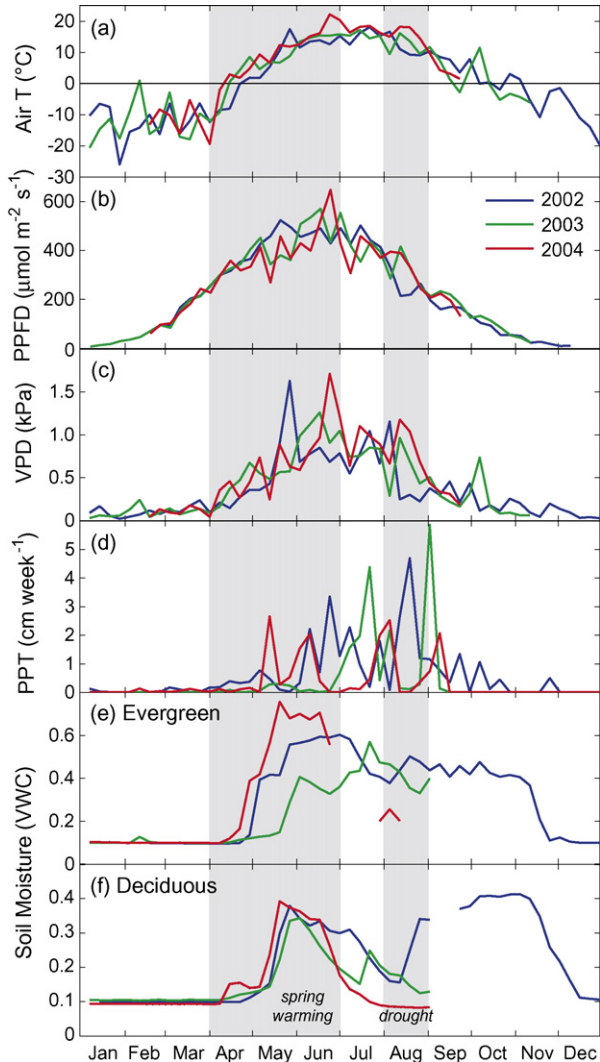 (a)
Air T (°C)
20
10
0
-10
-20
-30
(b)
PPFD (μmol m⁻² s⁻¹)
600
400
200
0
2002
2003
2004
(c)
VPD (kPa)
1.5
1.0
0.5
0
(d)
PPT (cm week⁻¹)
5
4
3
2
1
0
(e) Evergreen
Soil Moisture (VWC)
0.6
0.4
0.2
0
(f) Deciduous
0.4
0.3
0.2
0.1
0
spring
warming
drought
Jan Feb Mar Apr May Jun Jul Aug Sep Oct Nov Dec